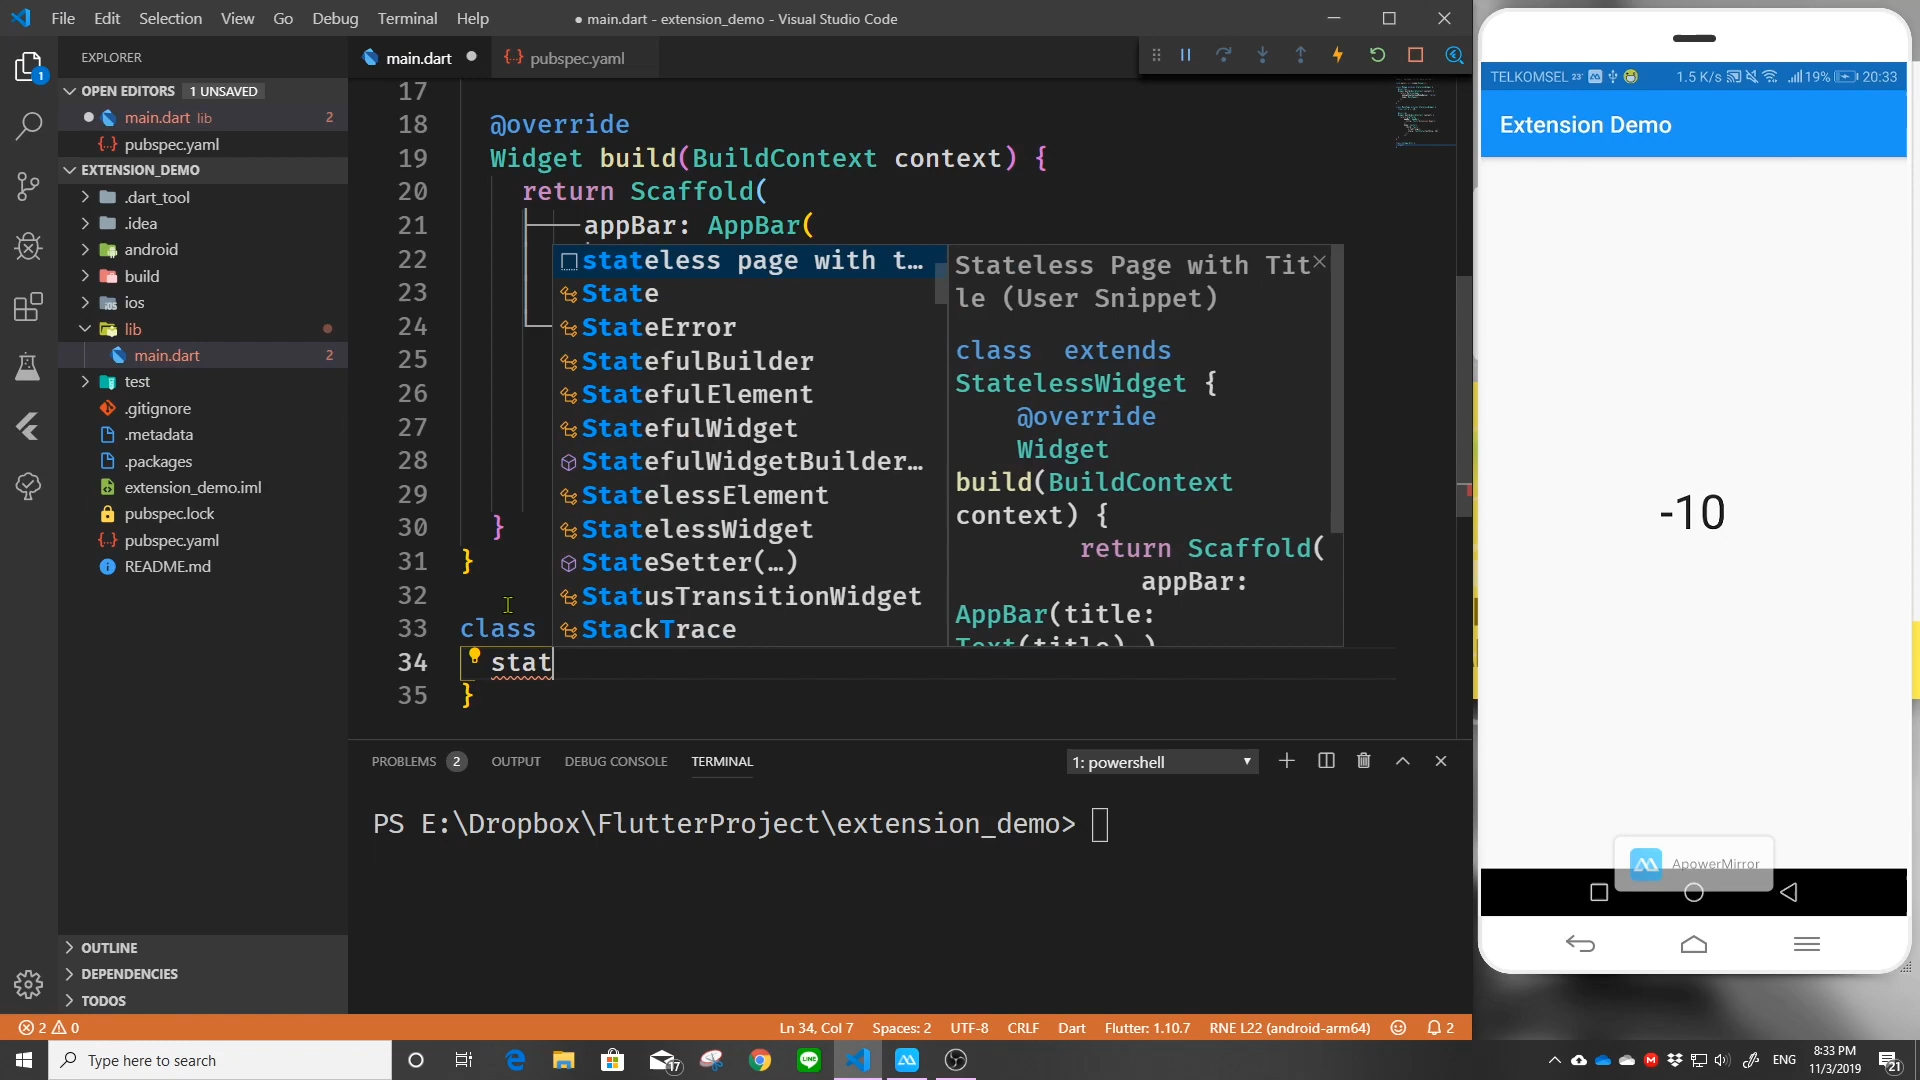 File Edit Selection View Go Debug Terminal Help
● main.dart - extension_demo - Visual Studio Code
EXPLORER
OPEN EDITORS 1 UNSAVED
main.dart lib 2
pubspec.yaml
EXTENSION_DEMO
.dart_tool
.idea
android
build
ios
lib
main.dart 2
test
.gitignore
.metadata
.packages
extension_demo.iml
pubspec.lock
pubspec.yaml
README.md
OUTLINE
DEPENDENCIES
TODOS
1
main.dart
pubspec.yaml
17
18 @override
19 Widget build(BuildContext context) {
20 return Scaffold(
21 appBar: AppBar(
22
23
24
25
26
27
28
29
30 }
31 }
32
33 class
34 stat
35 }
stateless page with t…
State
StateError
StatefulBuilder
StatefulElement
StatefulWidget
StatefulWidgetBuilder…
StatelessElement
StatelessWidget
StateSetter(…)
StatusTransitionWidget
StackTrace
Stateless Page with Tit
le (User Snippet)
class extends
StatelessWidget {
@override
Widget
build(BuildContext
context) {
return Scaffold(
appBar:
AppBar(title:
Text(title),)
PROBLEMS 2 OUTPUT DEBUG CONSOLE TERMINAL
1: powershell
PS E:\Dropbox\FlutterProject\extension_demo>
2 0
Ln 34, Col 7 Spaces: 2 UTF-8 CRLF Dart Flutter: 1.10.7 RNE L22 (android-arm64) 2
TELKOMSEL 23° 1.5 K/s 19% 20:33
Extension Demo
-10
ApowerMirror
Type here to search
17
ENG
8:33 PM
11/3/2019
21